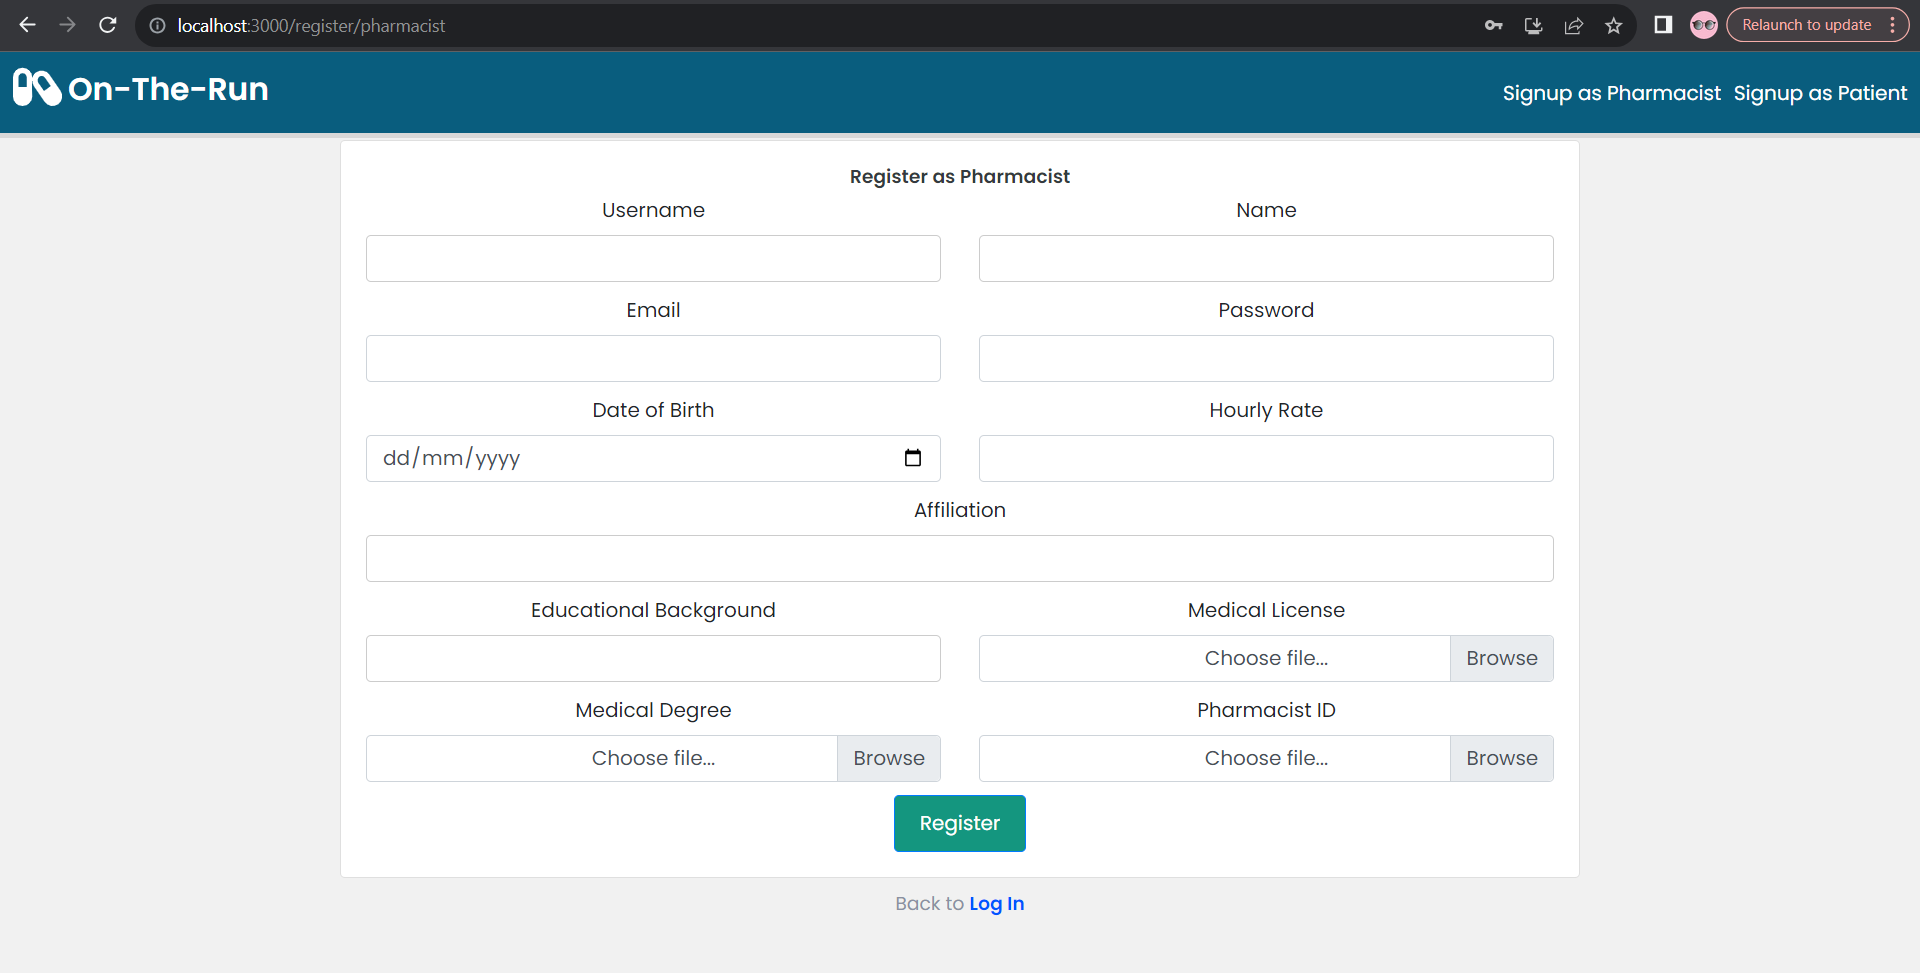 localhost:3000/register/pharmacist
Relaunch to update
On-The-Run
Signup as Pharmacist Signup as Patient
Register as Pharmacist
Username Name
Email Password
Date of Birth Hourly Rate
dd/mm/yyyy
Affiliation
Educational Background Medical License
Choose file... Browse
Medical Degree Pharmacist ID
Choose file... Browse Choose file... Browse
Register
Back to Log In